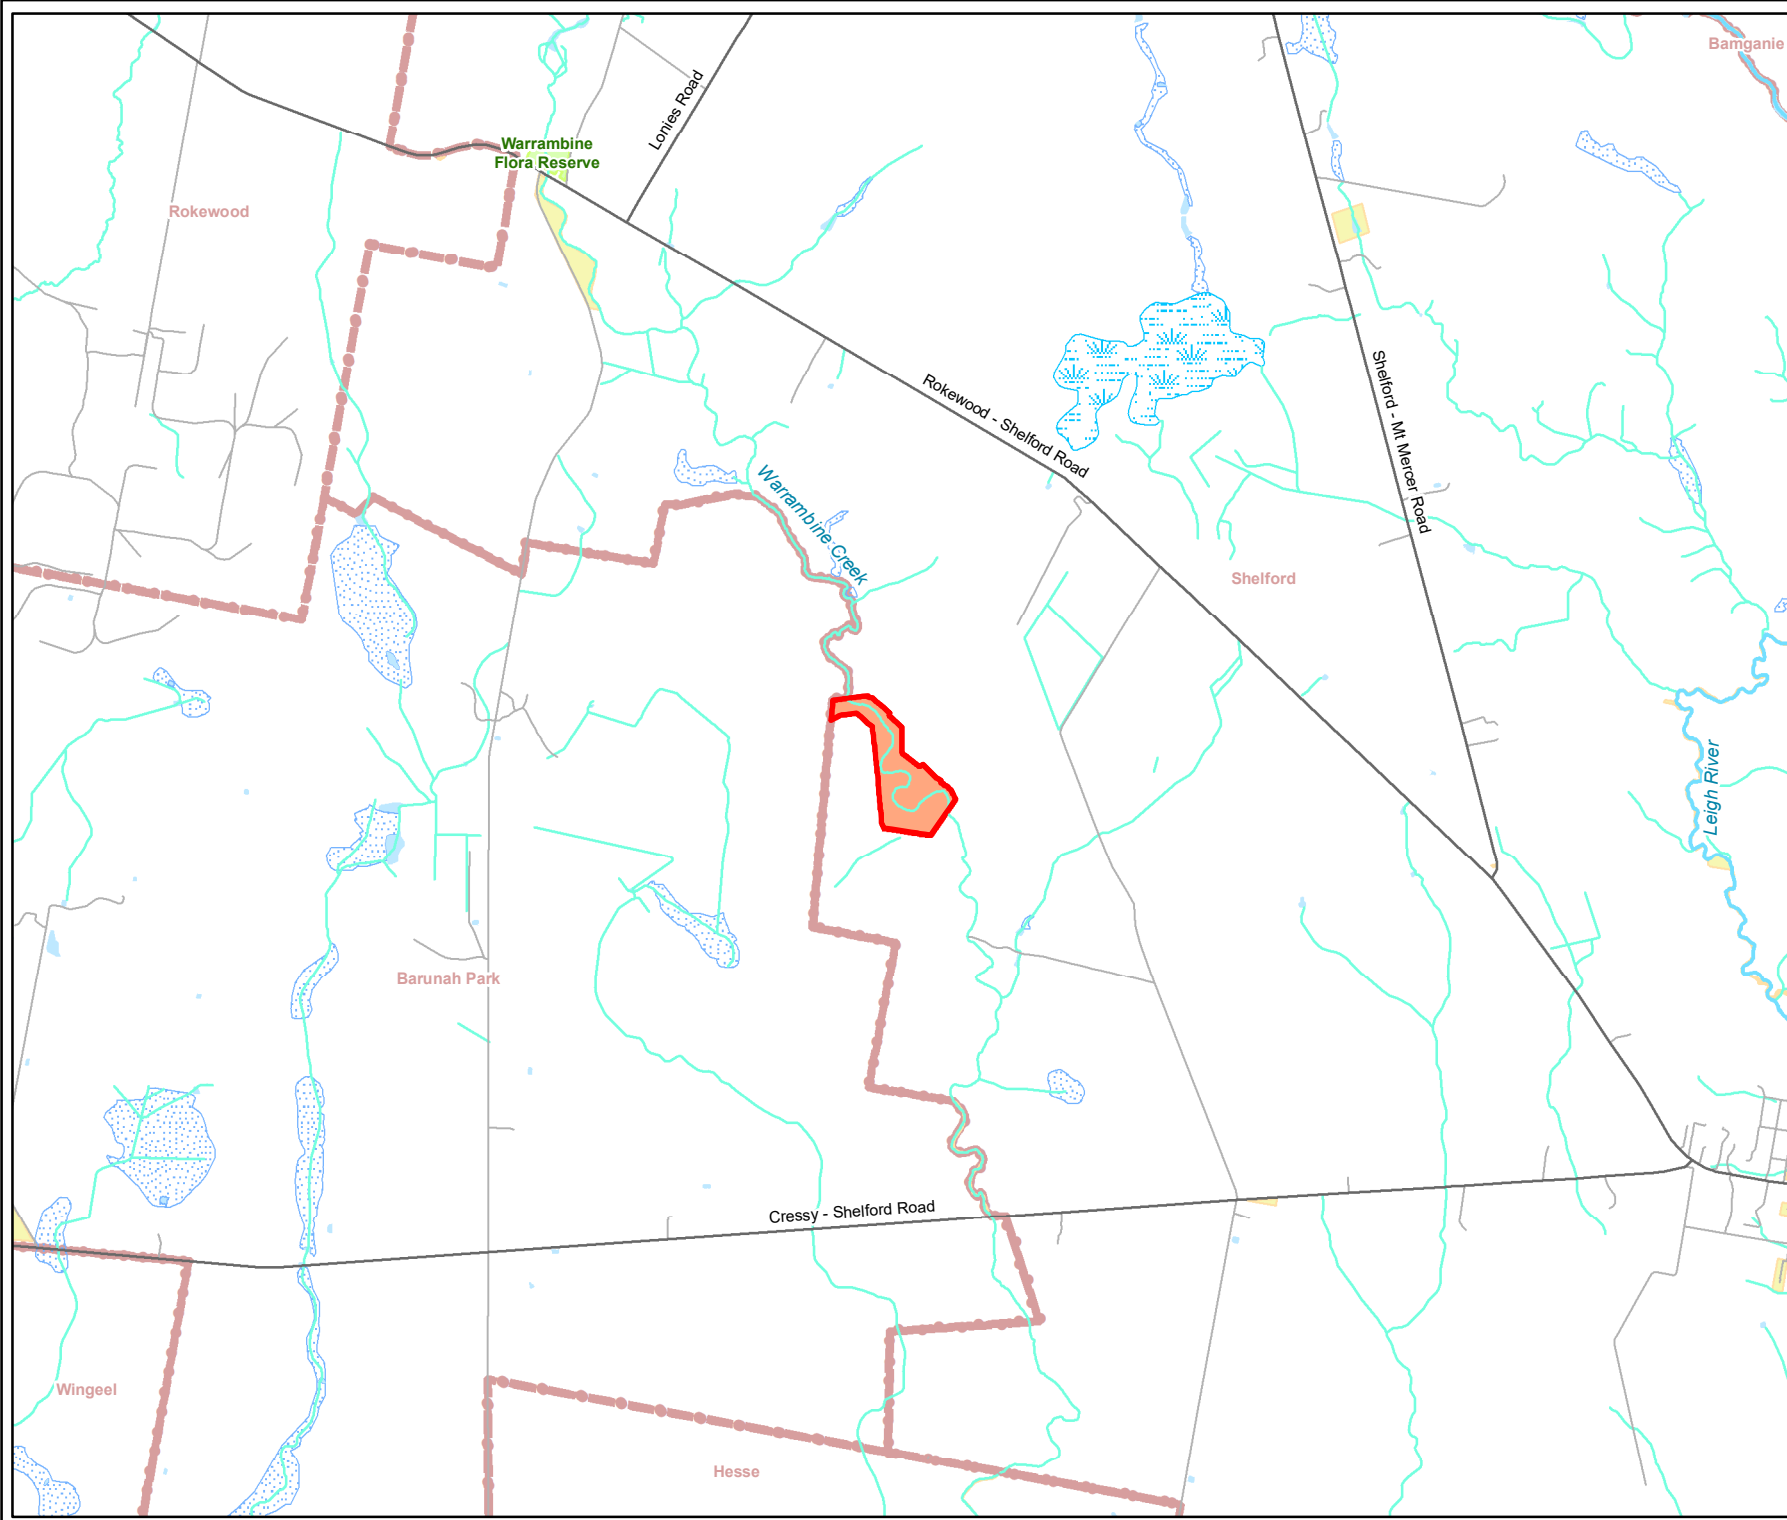 Bamganie
Lonies Road
Warrambine
Flora Reserve
Rokewood
Rokewood - Shelford Road
Shelford - Mt Mercer Road
Warrambine Creek
Shelford
Leigh River
Barunah Park
Cressy - Shelford Road
Wingeel
Hesse